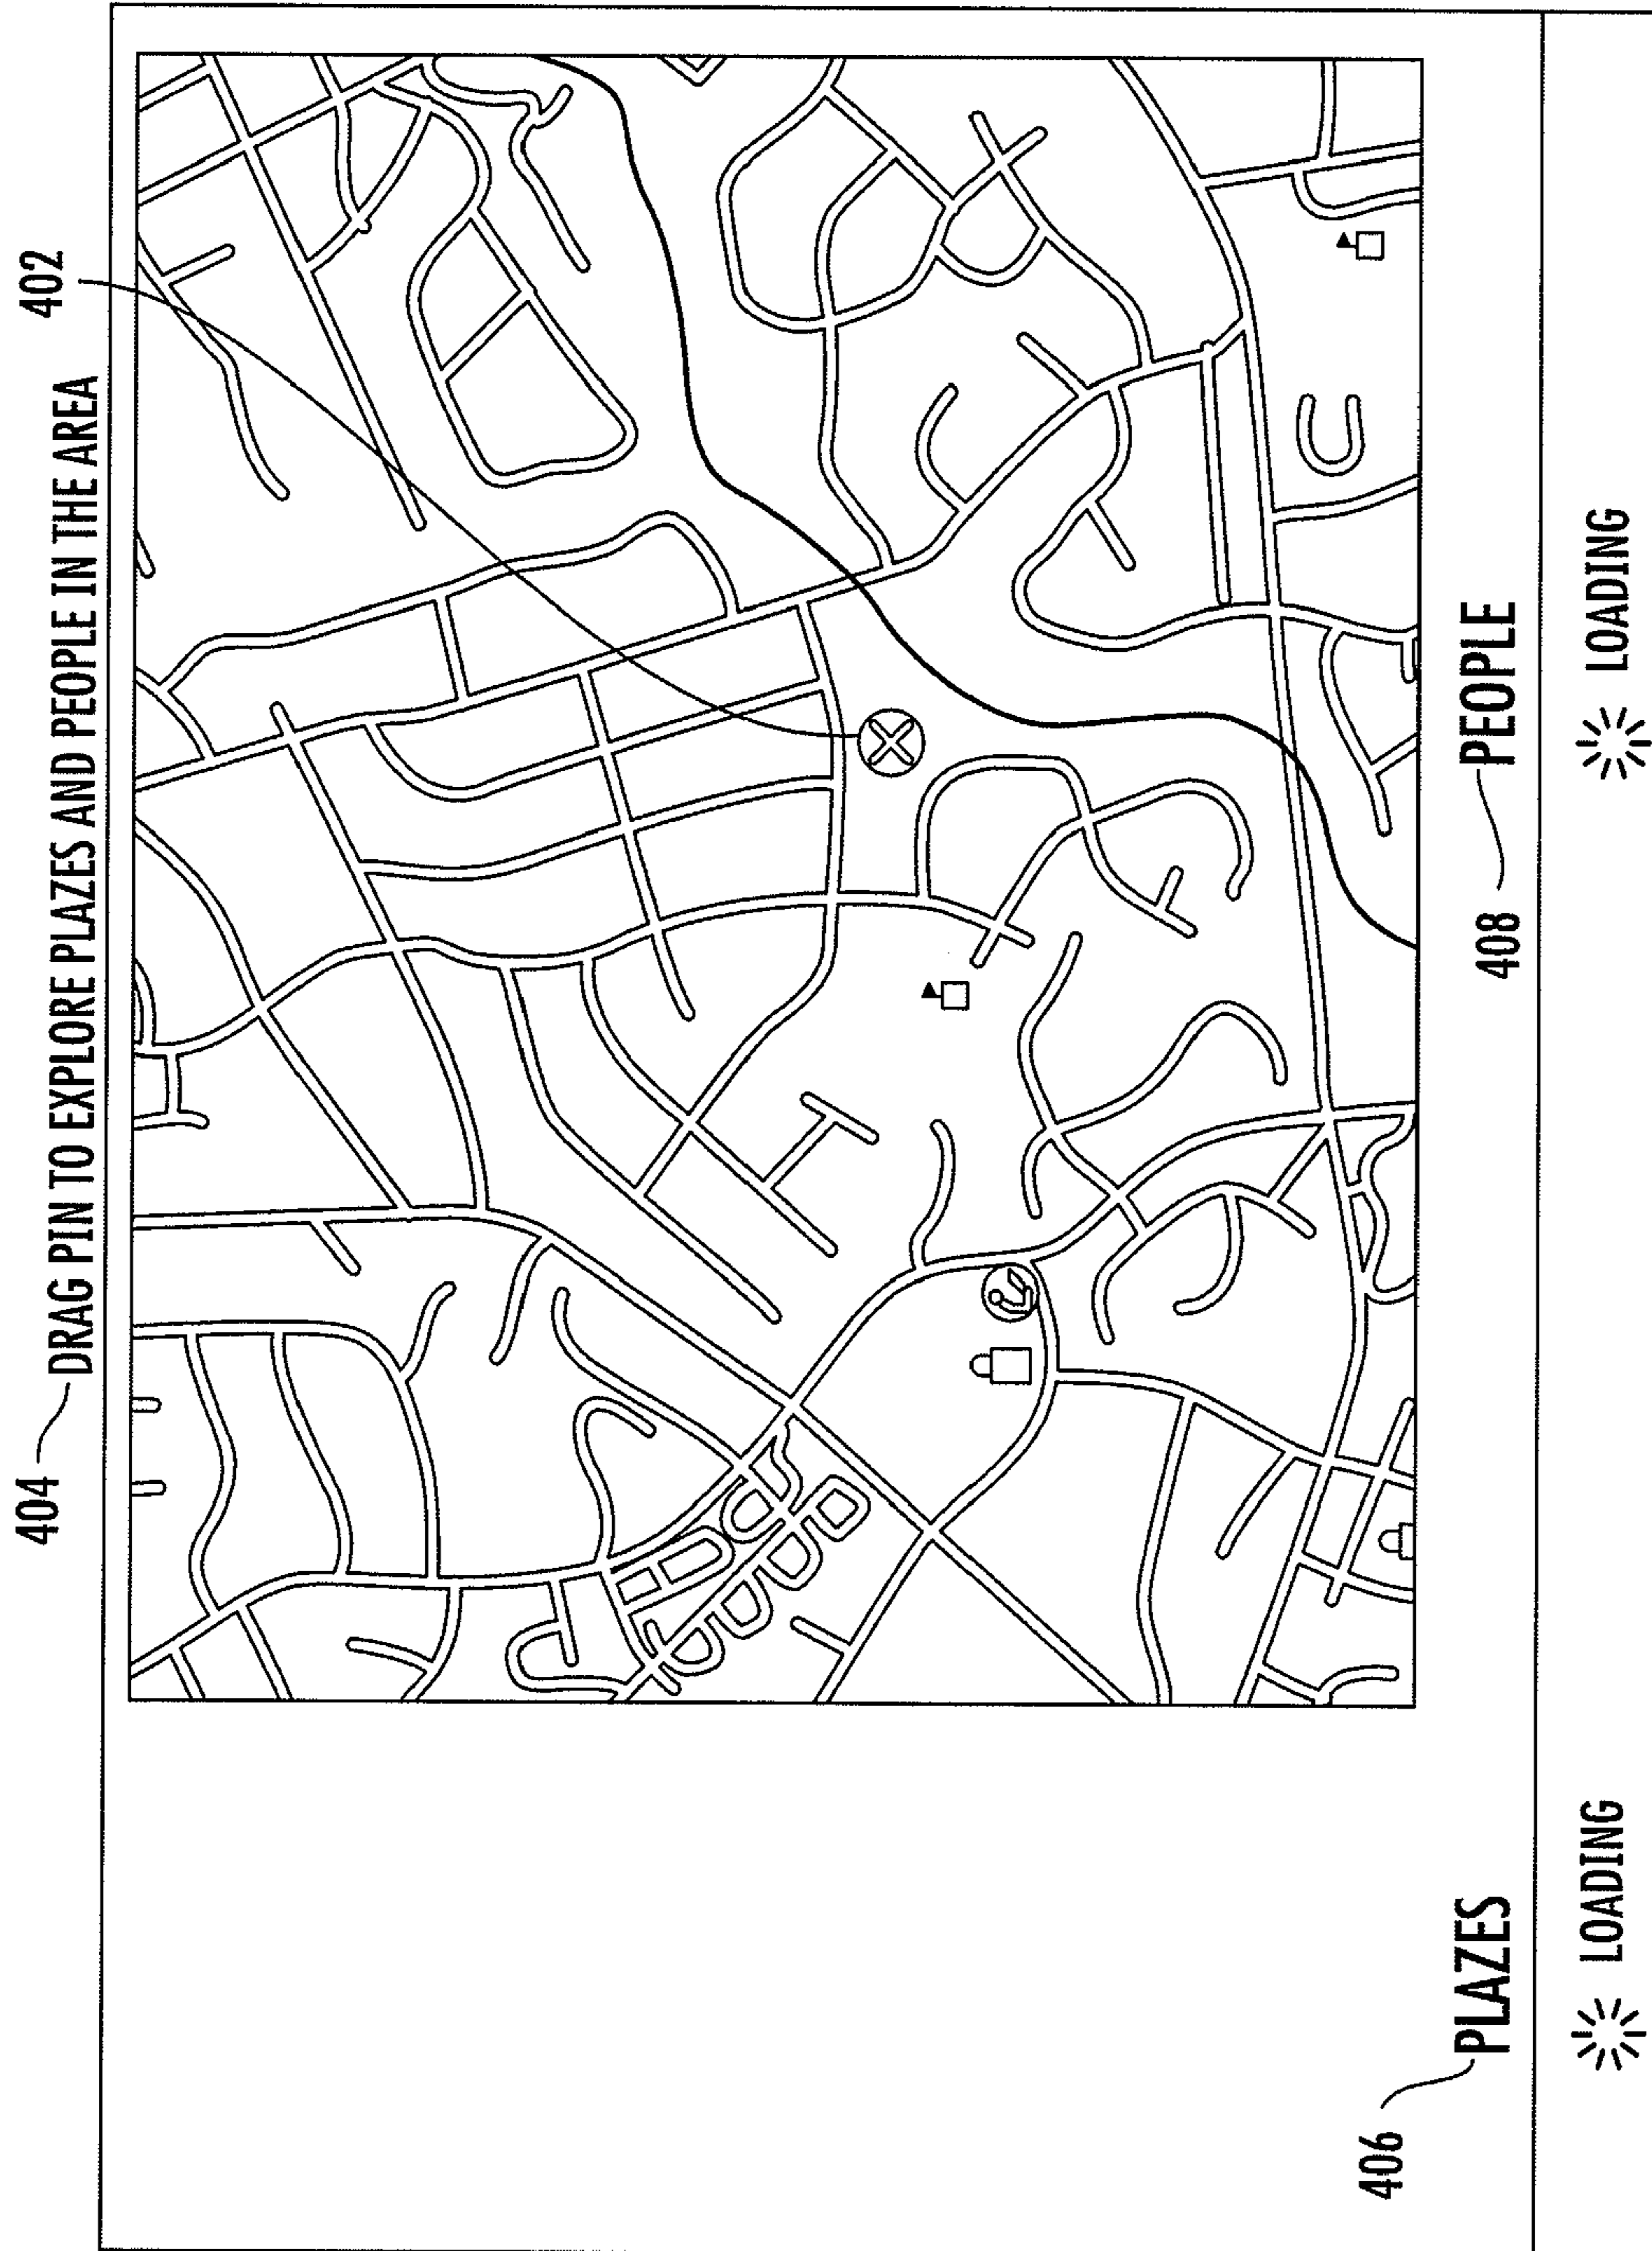 404 DRAG PIN TO EXPLORE PLAZES AND PEOPLE IN THE AREA 402
406 PLAZES
408 PEOPLE
LOADING
LOADING